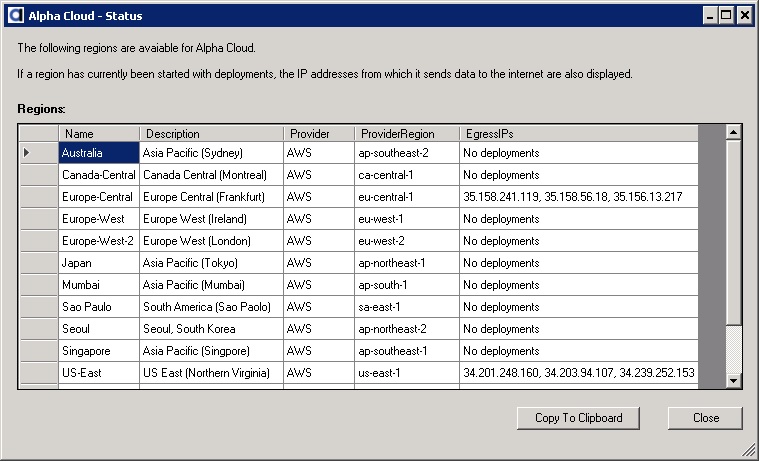 Alpha Cloud - Status
The following regions are avaiable for Alpha Cloud.
If a region has currently been started with deployments, the IP addresses from which it sends data to the internet are also displayed.
Regions:
Name Description Provider ProviderRegion EgressIPs
Australia Asia Pacific (Sydney) AWS ap-southeast-2 No deployments
Canada-Central Canada Central (Montreal) AWS ca-central-1 No deployments
Europe-Central Europe Central (Frankfurt) AWS eu-central-1 35.158.241.119, 35.158.56.18, 35.156.13.217
Europe-West Europe West (Ireland) AWS eu-west-1 No deployments
Europe-West-2 Europe West (London) AWS eu-west-2 No deployments
Japan Asia Pacific (Tokyo) AWS ap-northeast-1 No deployments
Mumbai Asia Pacific (Mumbai) AWS ap-south-1 No deployments
Sao Paulo South America (Sao Paolo) AWS sa-east-1 No deployments
Seoul Seoul, South Korea AWS ap-northeast-2 No deployments
Singapore Asia Pacific (Singpore) AWS ap-southeast-1 No deployments
US-East US East (Northern Virginia) AWS us-east-1 34.201.248.160, 34.203.94.107, 34.239.252.153
Copy To Clipboard Close